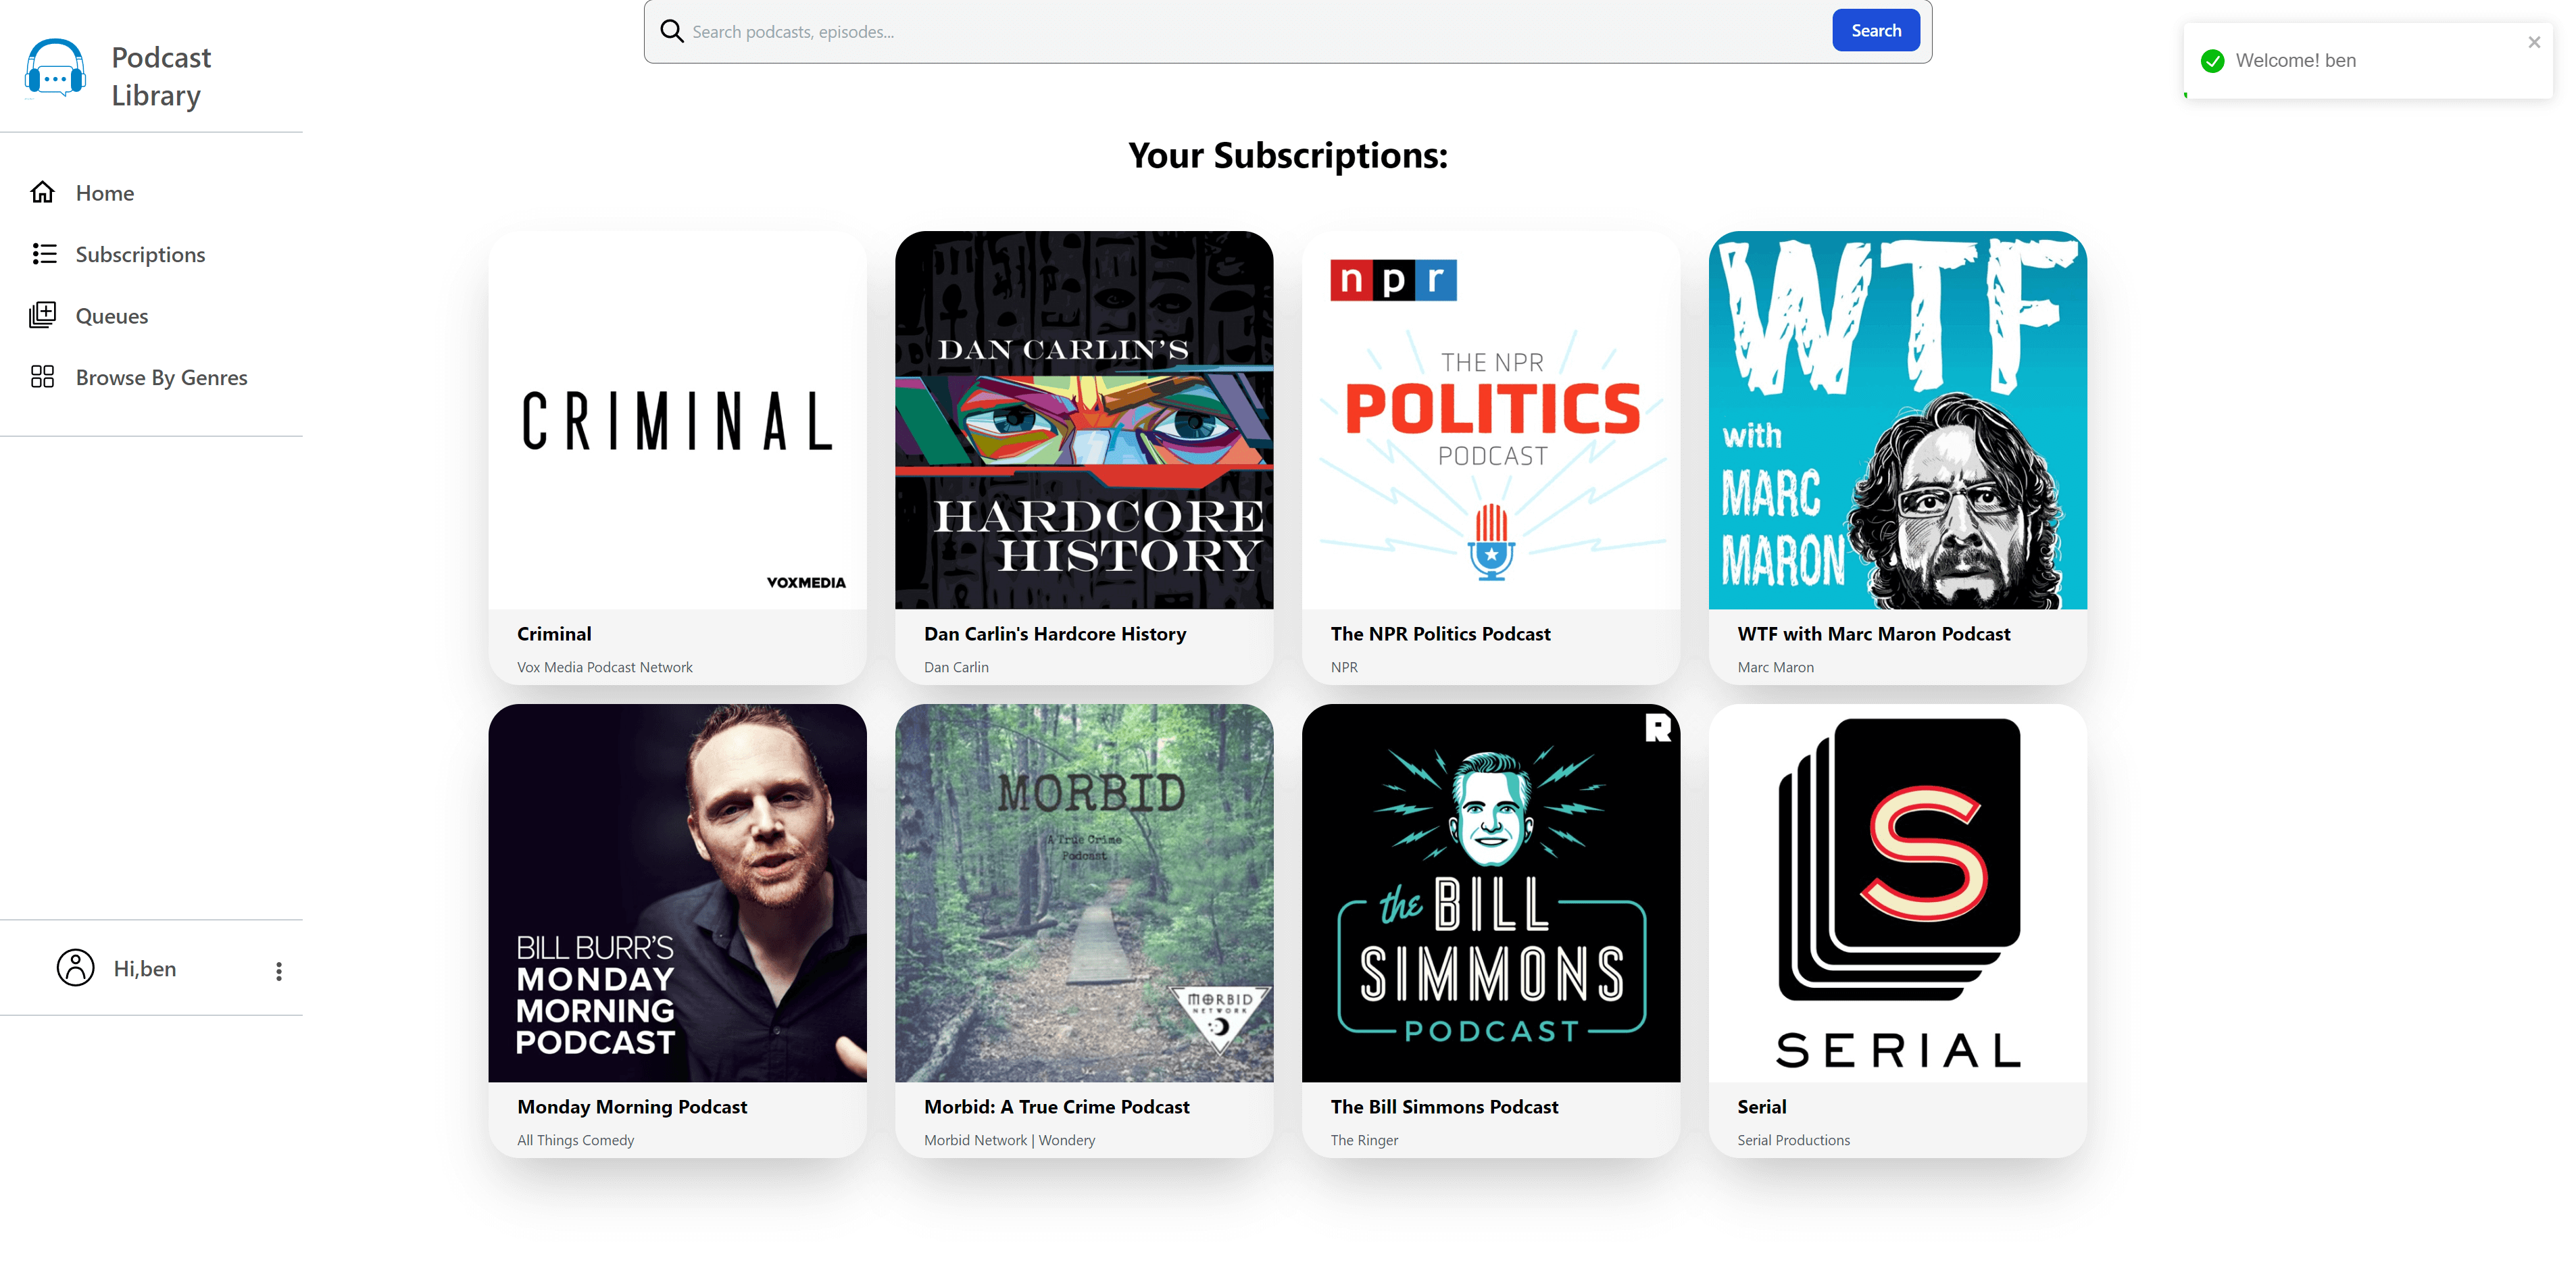 Podcast
Library
Home
Subscriptions
Queues
Browse By Genres
Hi,ben
Search podcasts, episodes...
Search
Welcome! ben
Your Subscriptions:
CRIMINAL
VOXMEDIA
Criminal
Vox Media Podcast Network
DAN CARLIN'S
HARDCORE
HISTORY
Dan Carlin's Hardcore History
Dan Carlin
npr
THE NPR
POLITICS
PODCAST
The NPR Politics Podcast
NPR
WTF
with
MARC
MARON
WTF with Marc Maron Podcast
Marc Maron
BILL BURR'S
MONDAY
MORNING
PODCAST
Monday Morning Podcast
All Things Comedy
MORBID
A True Crime
Podcast
MORBID
NETWORK
Morbid: A True Crime Podcast
Morbid Network | Wondery
R
the BILL
SIMMONS
PODCAST
The Bill Simmons Podcast
The Ringer
S
SERIAL
Serial
Serial Productions